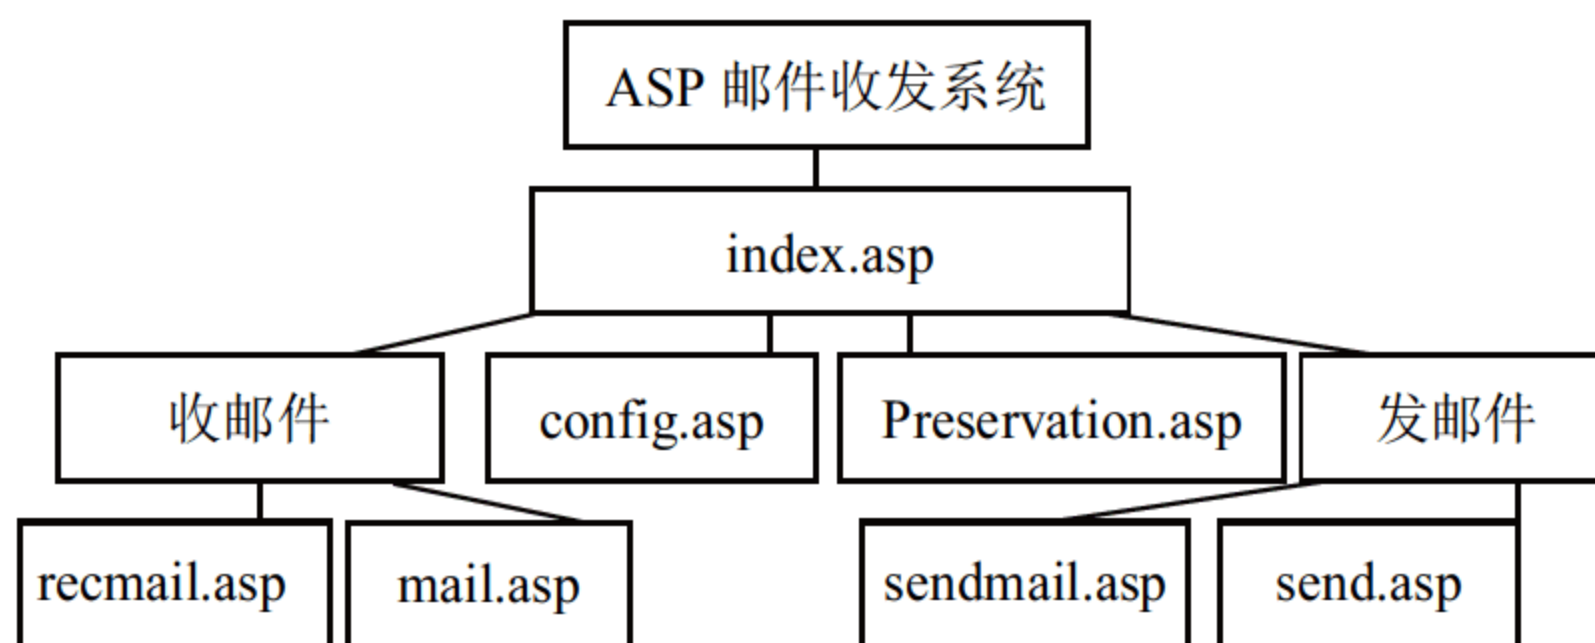 ASP 邮件收发系统
index.asp
收邮件
config.asp
Preservation.asp
发邮件
recmail.asp
mail.asp
sendmail.asp
send.asp